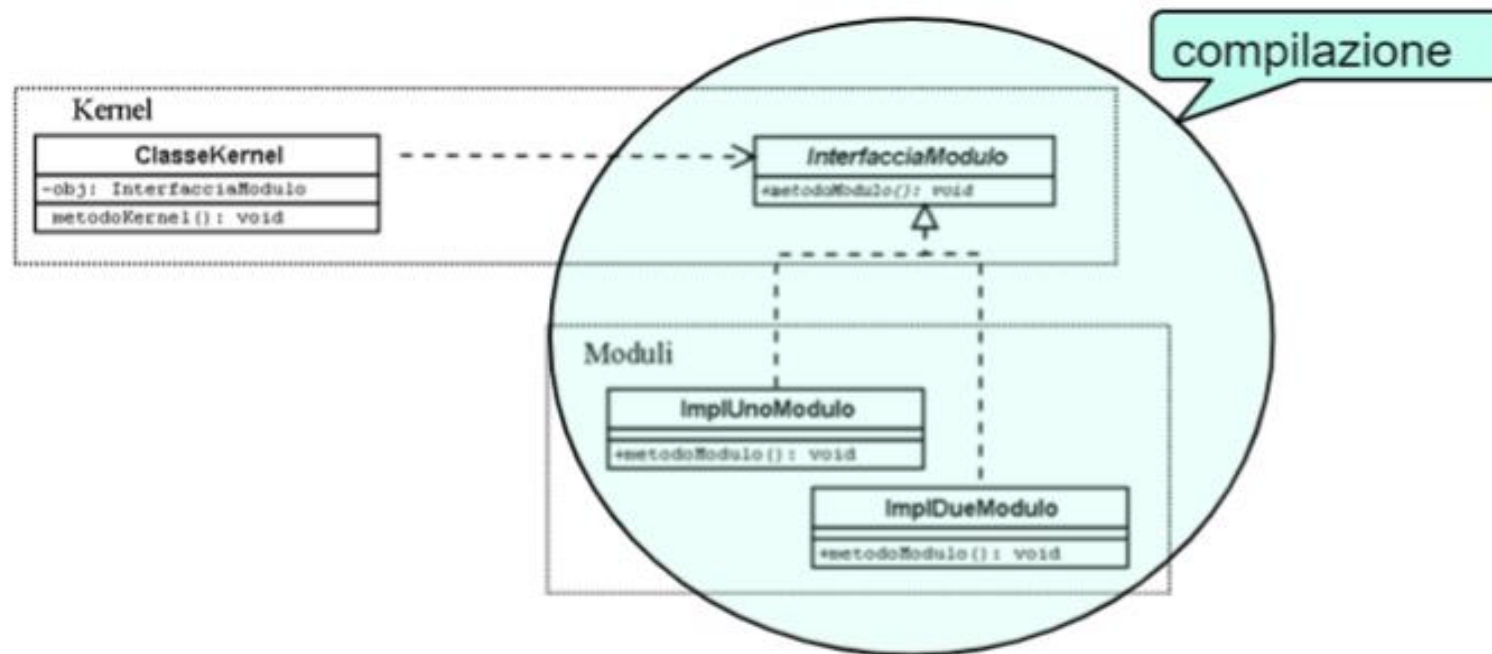 compilazione
Kernel
ClasseKernel
-obj: InterfacciaModulo
metodoKernel(): void
InterfacciaModulo
+metodoModulo(): void
Moduli
ImplUnoModulo
+metodoModulo(): void
ImplDueModulo
+metodoModulo(): void